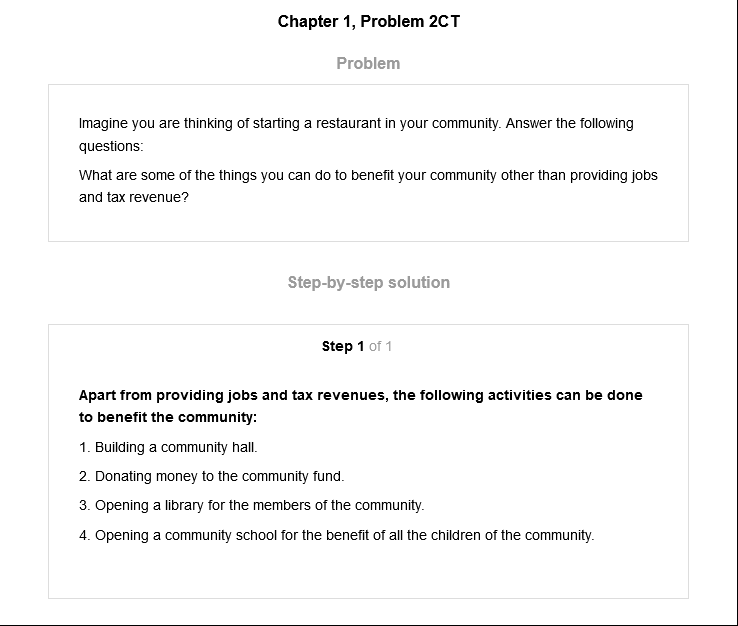 Chapter 1, Problem 2CT
Problem
Imagine you are thinking of starting a restaurant in your community. Answer the following
questions:
What are some of the things you can do to benefit your community other than providing jobs
and tax revenue?
Step-by-step solution
Step 1 of 1
Apart from providing jobs and tax revenues, the following activities can be done
to benefit the community:
1. Building a community hall.
2. Donating money to the community fund.
3. Opening a library for the members of the community.
4. Opening a community school for the benefit of all the children of the community.